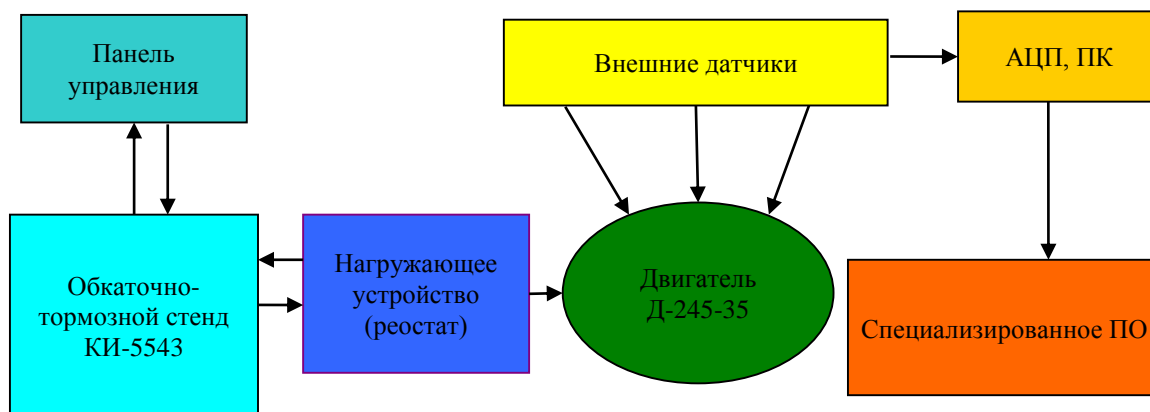 Панель
управления
Внешние датчики
АЦП, ПК
Обкаточно-
тормозной стенд
КИ-5543
Нагружающее
устройство
(реостат)
Двигатель
Д-245-35
Специализированное ПО